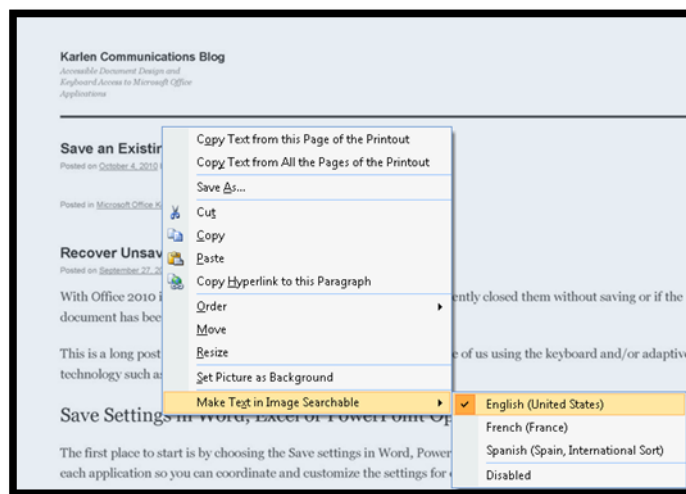 Karlen Communications Blog
Accessible Document Design and
Keyboard Access to Microsoft Office
Applications
Save an Existin
Posted on October 4, 2010
Posted in Microsoft Office K
Recover Unsav
Posted on September 27, 20
With Office 2010 i
ently closed them without saving or if the
document has bee
This is a long post
e of us using the keyboard and/or adaptive
technology such as
Save Settings in Word, Excel or PowerPoint Op
The first place to start is by choosing the Save settings in Word, Power
each application so you can coordinate and customize the settings for
Copy Text from this Page of the Printout
Copy Text from All the Pages of the Printout
Save As...
Cut
Copy
Paste
Copy Hyperlink to this Paragraph
Order
Move
Resize
Set Picture as Background
Make Text in Image Searchable
English (United States)
French (France)
Spanish (Spain, International Sort)
Disabled